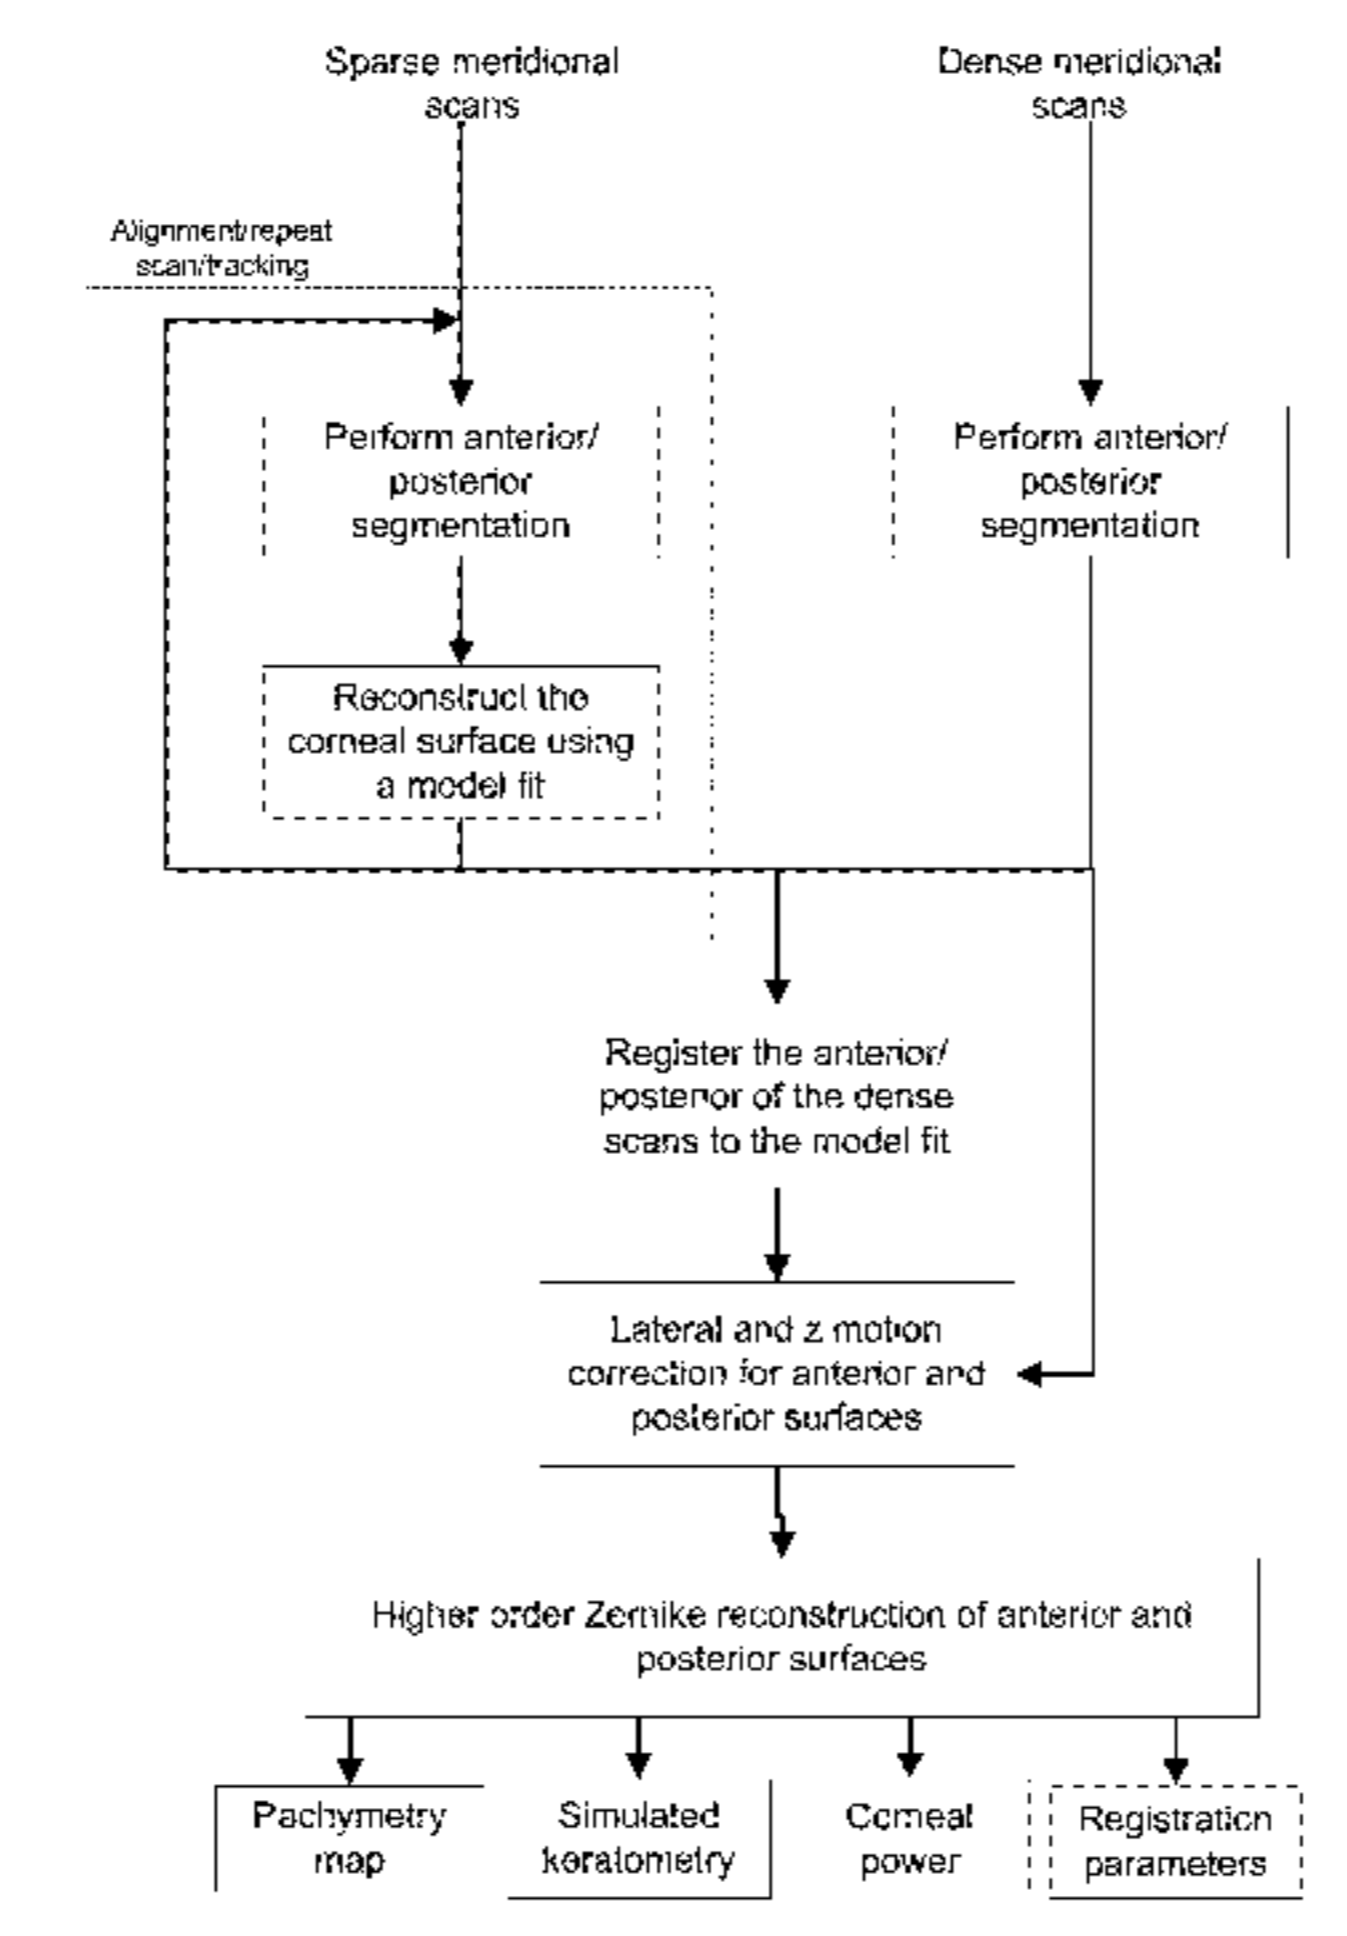 Sparse meridional
scans
Dense meridional
scans
Alignment/repeat
scan/tracking
Perform anterior/
posterior
segmentation
Perform anterior/
posterior
segmentation
Reconstruct the
corneal surface using
a model fit
Register the anterior/
posterior of the dense
scans to the model fit
Lateral and z motion
correction for anterior and
posterior surfaces
Higher order Zernike reconstruction of anterior and
posterior surfaces
Pachymetry
map
Simulated
keratometry
Corneal
power
Registration
parameters